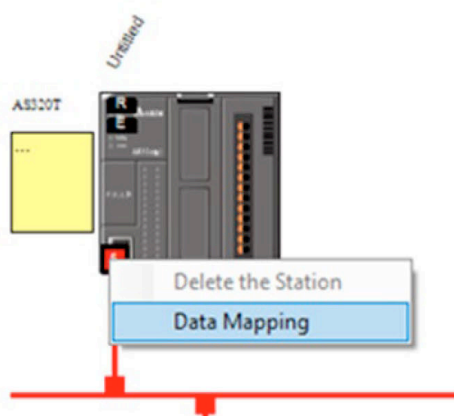 Untitled
AS320T
...
R
E
Delete the Station
Data Mapping